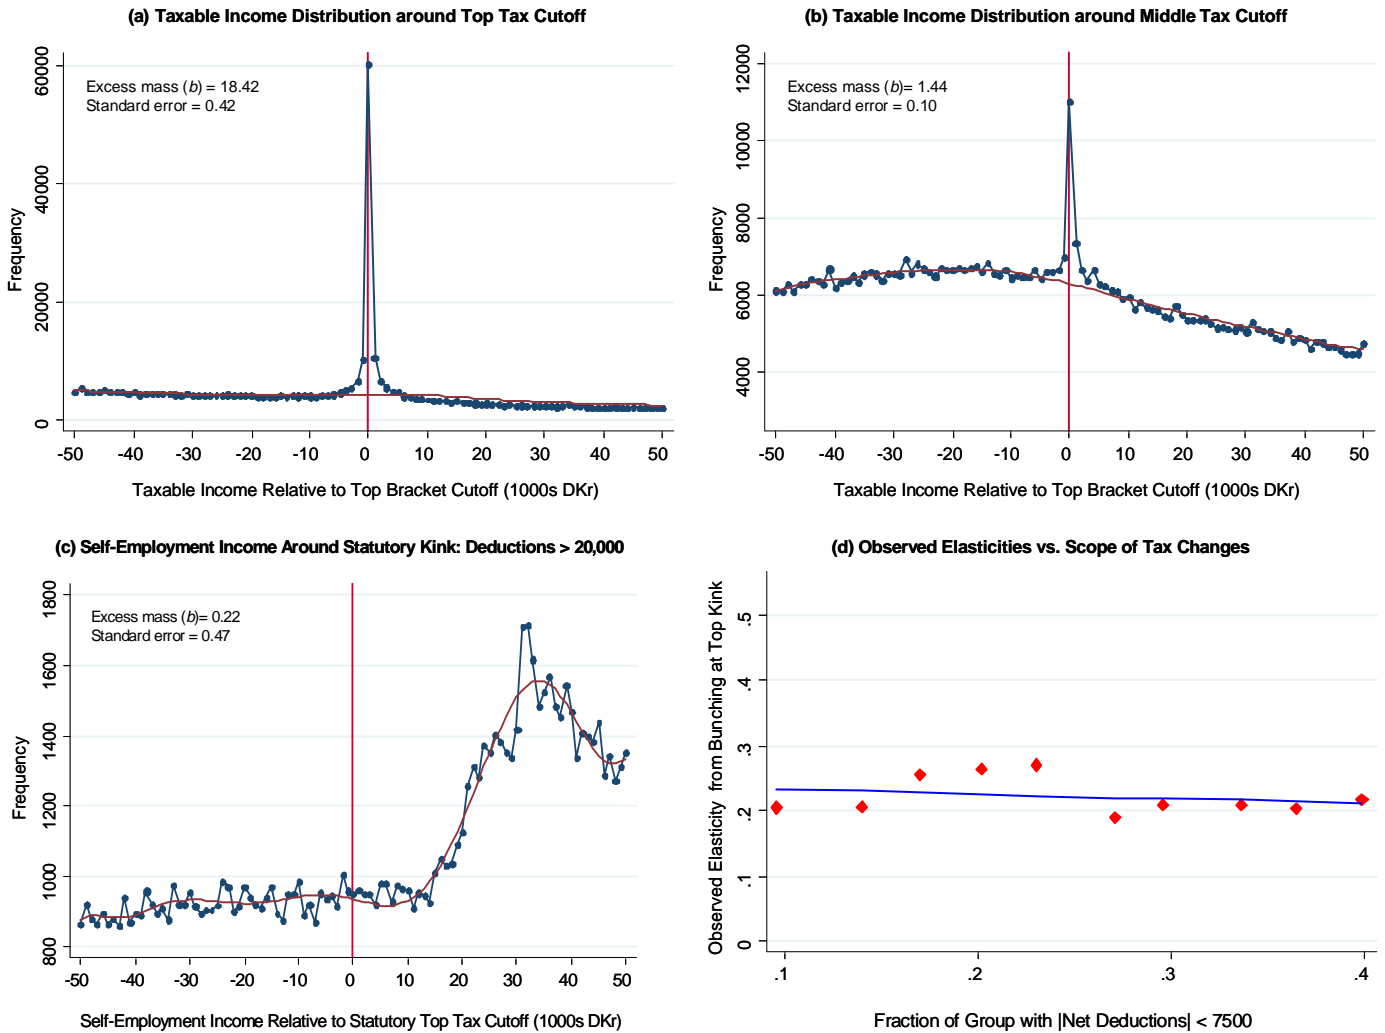 (a) Taxable Income Distribution around Top Tax Cutoff
Excess mass (b) = 18.42
Standard error = 0.42
Frequency
60000
40000
20000
0
-50 -40 -30 -20 -10 0 10 20 30 40 50
Taxable Income Relative to Top Bracket Cutoff (1000s DKr)
(b) Taxable Income Distribution around Middle Tax Cutoff
Excess mass (b)= 1.44
Standard error = 0.10
Frequency
12000
10000
8000
6000
4000
-50 -40 -30 -20 -10 0 10 20 30 40 50
Taxable Income Relative to Top Bracket Cutoff (1000s DKr)
(c) Self-Employment Income Around Statutory Kink: Deductions > 20,000
Excess mass (b)= 0.22
Standard error = 0.47
Frequency
1800
1600
1400
1200
1000
800
-50 -40 -30 -20 -10 0 10 20 30 40 50
Self-Employment Income Relative to Statutory Top Tax Cutoff (1000s DKr)
(d) Observed Elasticities vs. Scope of Tax Changes
Observed Elasticity from Bunching at Top Kink
.5
.4
.3
.2
.1
0
.1 .2 .3 .4
Fraction of Group with |Net Deductions| < 7500